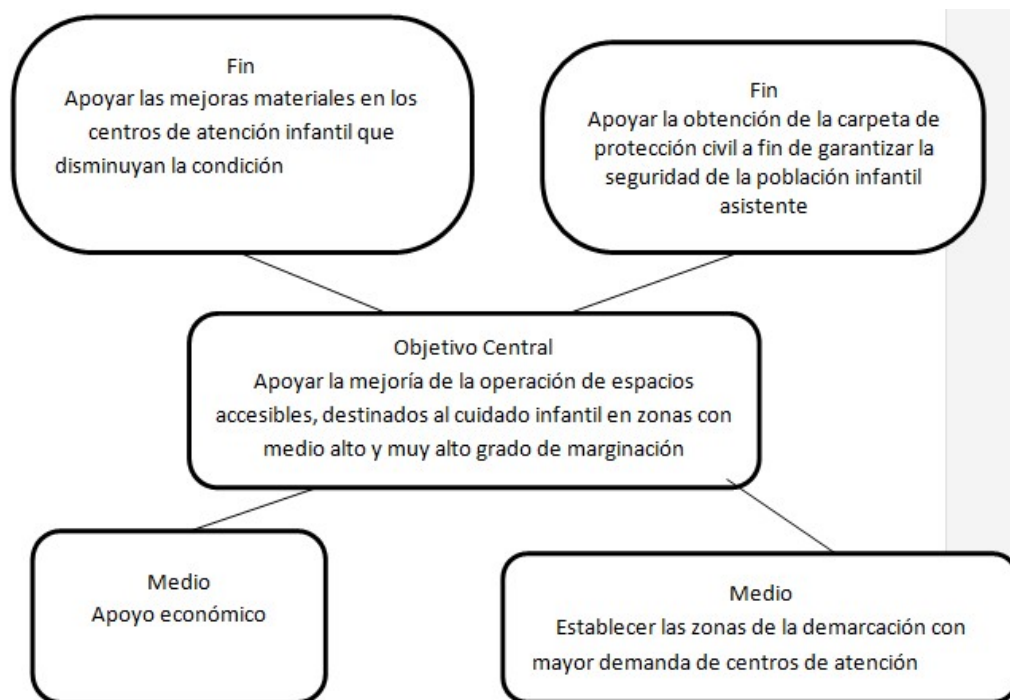 Fin
Apoyar las mejoras materiales en los
centros de atención infantil que
disminuyan la condición
Fin
Apoyar la obtención de la carpeta de
protección civil a fin de garantizar la
seguridad de la población infantil
asistente
Objetivo Central
Apoyar la mejoría de la operación de espacios
accesibles, destinados al cuidado infantil en zonas con
medio alto y muy alto grado de marginación
Medio
Apoyo económico
Medio
Establecer las zonas de la demarcación con
mayor demanda de centros de atención